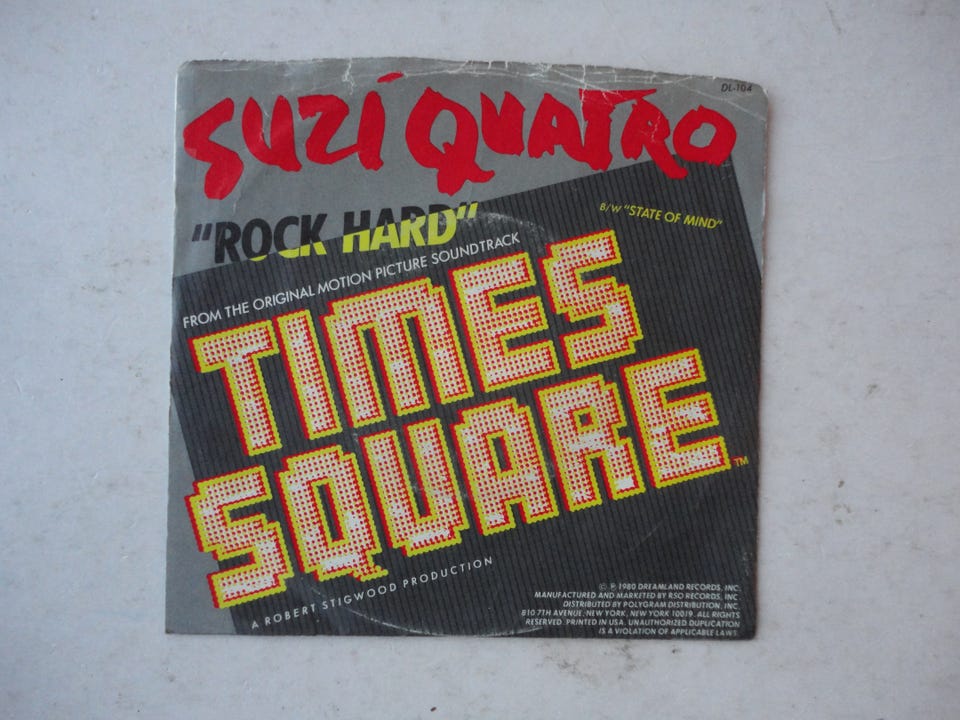 DL-104
SUZI QUATRO
"ROCK HARD"
B/W "STATE OF MIND"
FROM THE ORIGINAL MOTION PICTURE SOUNDTRACK
TIMES
SQUARE™
A ROBERT STIGWOOD PRODUCTION
© ℗ 1980 DREAMLAND RECORDS, INC.
MANUFACTURED AND MARKETED BY RSO RECORDS, INC.
DISTRIBUTED BY POLYGRAM DISTRIBUTION, INC.
810 7TH AVENUE, NEW YORK, NEW YORK 10019. ALL RIGHTS
RESERVED. PRINTED IN USA. UNAUTHORIZED DUPLICATION
IS A VIOLATION OF APPLICABLE LAWS.